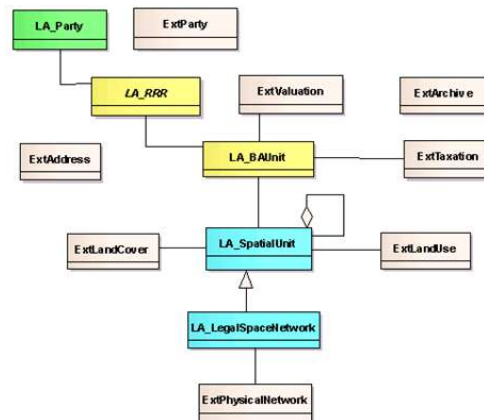 LA_Party
ExtParty
LA_RRR
ExtValuation
ExtArchive
LA_BAUnit
ExtTaxation
ExtAddress
LA_SpatialUnit
ExtLandCover
ExtLandUse
LA_LegalSpaceNetwork
ExtPhysicalNetwork